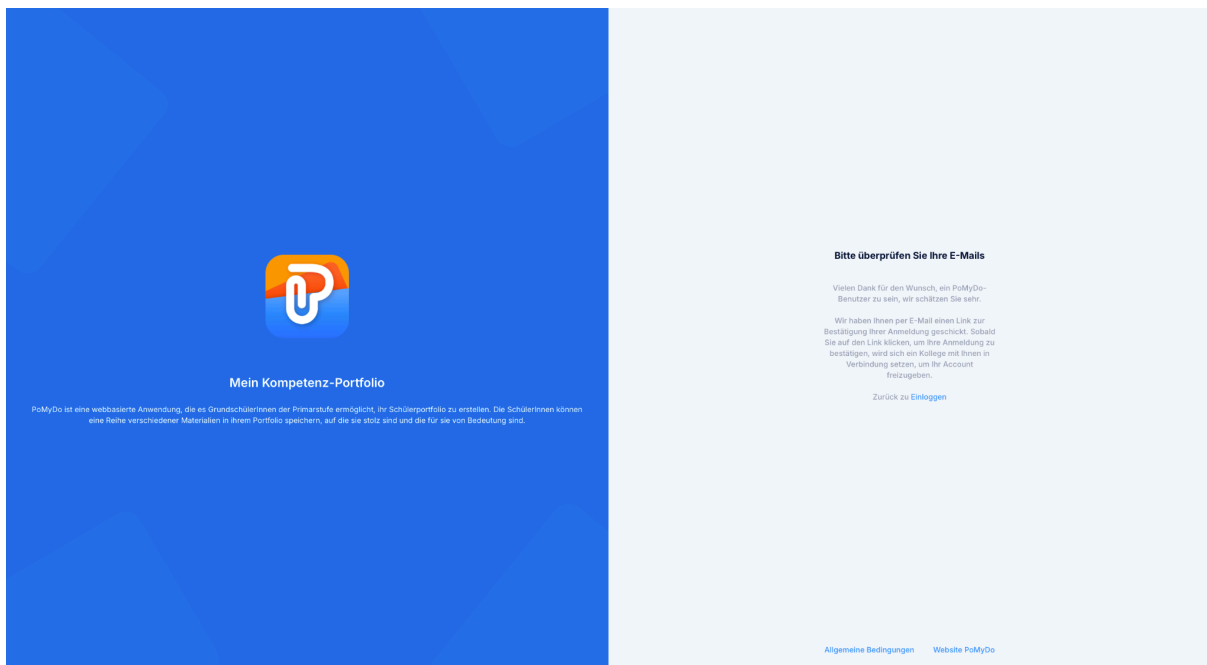 Mein Kompetenz-Portfolio
PoMyDo ist eine webbasierte Anwendung, die es GrundschülerInnen der Primarstufe ermöglicht, ihr Schülerportfolio zu erstellen. Die SchülerInnen können
eine Reihe verschiedener Materialien in ihrem Portfolio speichern, auf die sie stolz sind und die für sie von Bedeutung sind.
Bitte überprüfen Sie Ihre E-Mails
Vielen Dank für den Wunsch, ein PoMyDo-
Benutzer zu sein, wir schätzen Sie sehr.
Wir haben Ihnen per E-Mail einen Link zur
Bestätigung Ihrer Anmeldung geschickt. Sobald
Sie auf den Link klicken, um Ihre Anmeldung zu
bestätigen, wird sich ein Kollege mit Ihnen in
Verbindung setzen, um Ihr Account
freizugeben.
Zurück zu Einloggen
Allgemeine Bedingungen Website PoMyDo